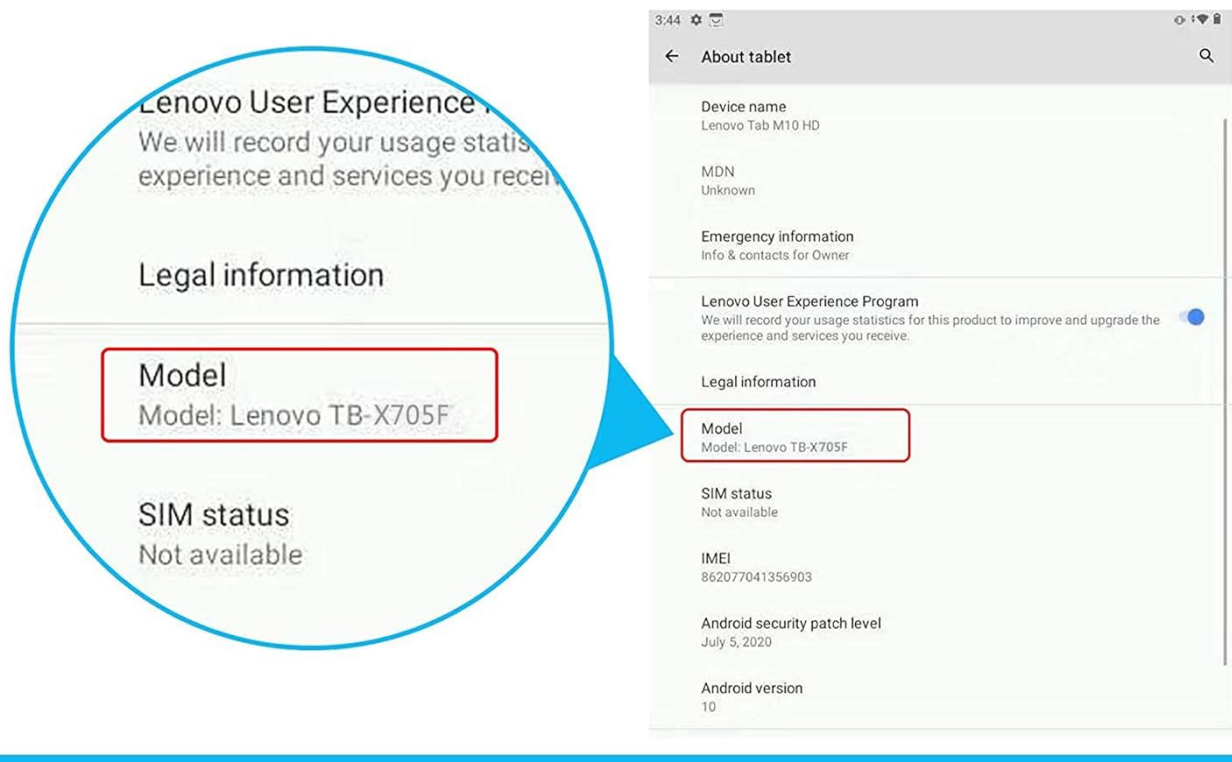 Lenovo User Experience
We will record your usage statis
experience and services you recei
Legal information
Model
Model: Lenovo TB-X705F
SIM status
Not available
3:44
About tablet
Device name
Lenovo Tab M10 HD
MDN
Unknown
Emergency information
Info & contacts for Owner
Lenovo User Experience Program
We will record your usage statistics for this product to improve and upgrade the
experience and services you receive.
Legal information
Model
Model: Lenovo TB-X705F
SIM status
Not available
IMEI
862077041356903
Android security patch level
July 5, 2020
Android version
10